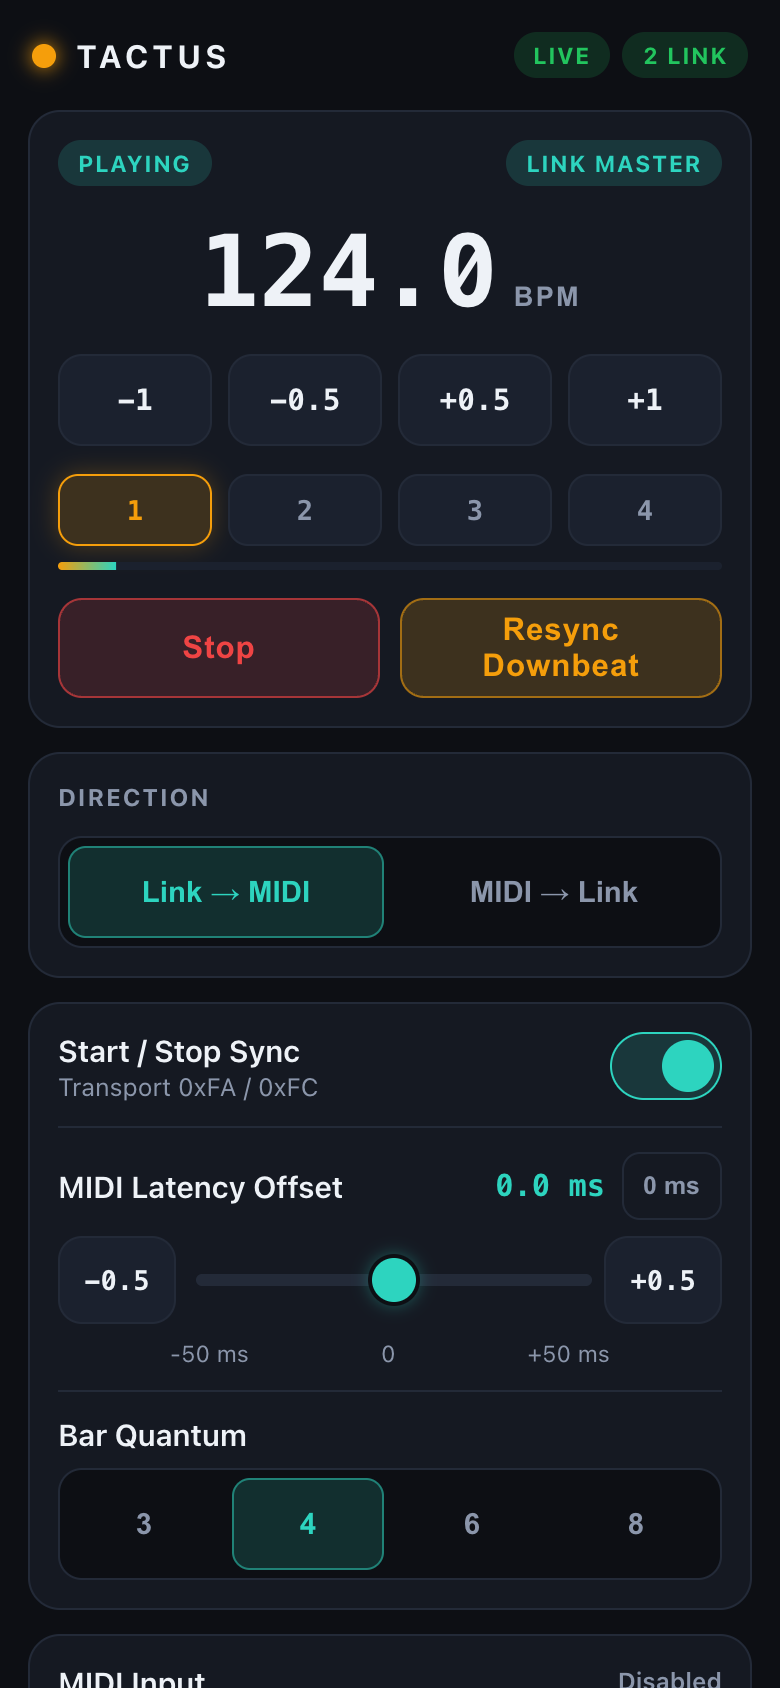 TACTUS LIVE 2 LINK
PLAYING LINK MASTER
124.0 BPM
−1 −0.5 +0.5 +1
1 2 3 4
Stop Resync
Downbeat
DIRECTION
Link → MIDI MIDI → Link
Start / Stop Sync
Transport 0xFA / 0xFC
MIDI Latency Offset 0.0 ms 0 ms
−0.5 +0.5
-50 ms 0 +50 ms
Bar Quantum
3 4 6 8
MIDI Input Disabled